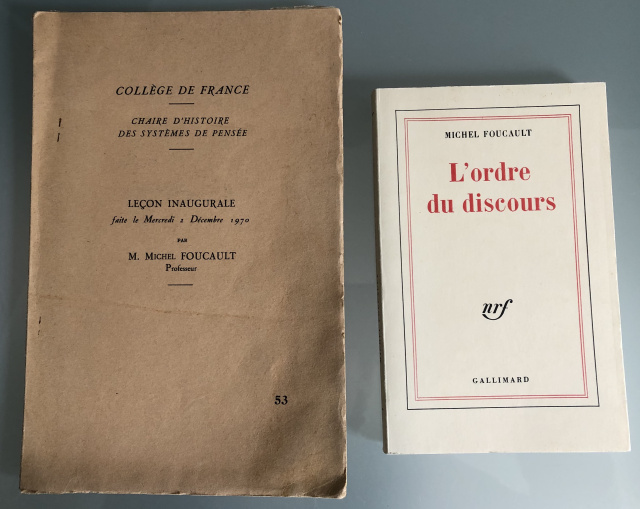 COLLÈGE DE FRANCE
CHAIRE D'HISTOIRE
DES SYSTÈMES DE PENSÉE
LEÇON INAUGURALE
faite le Mercredi 2 Décembre 1970
PAR
M. MICHEL FOUCAULT
Professeur
53
MICHEL FOUCAULT
L'ordre
du discours
nrf
GALLIMARD